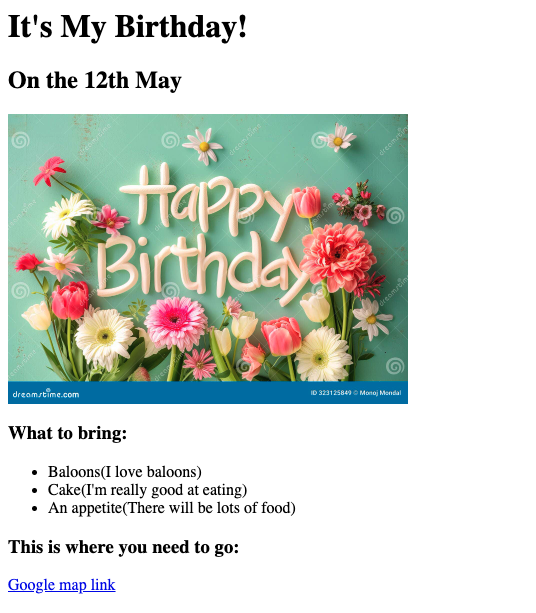 It's My Birthday!
On the 12th May
Happy
Birthday
dreamstime.com
ID 323125849 © Monoj Mondal
What to bring:
Baloons(I love baloons)
Cake(I'm really good at eating)
An appetite(There will be lots of food)
This is where you need to go:
Google map link